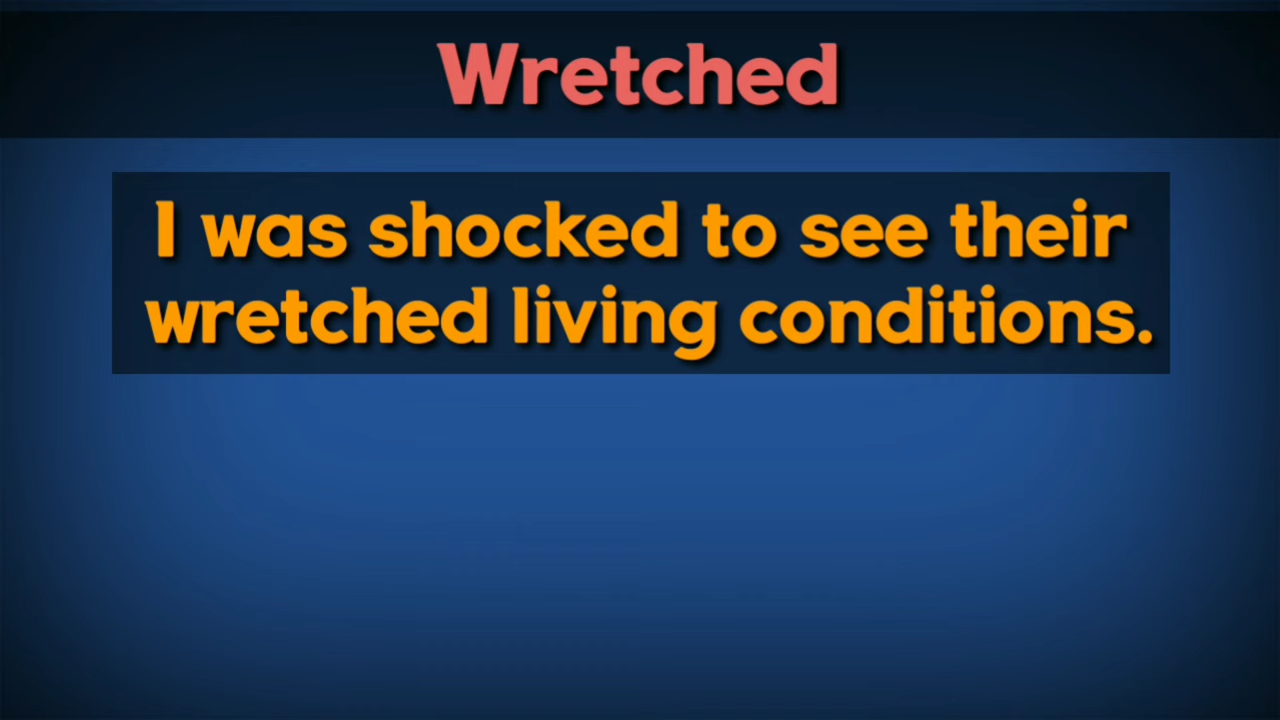 Wretched
I was shocked to see their
wretched living conditions.